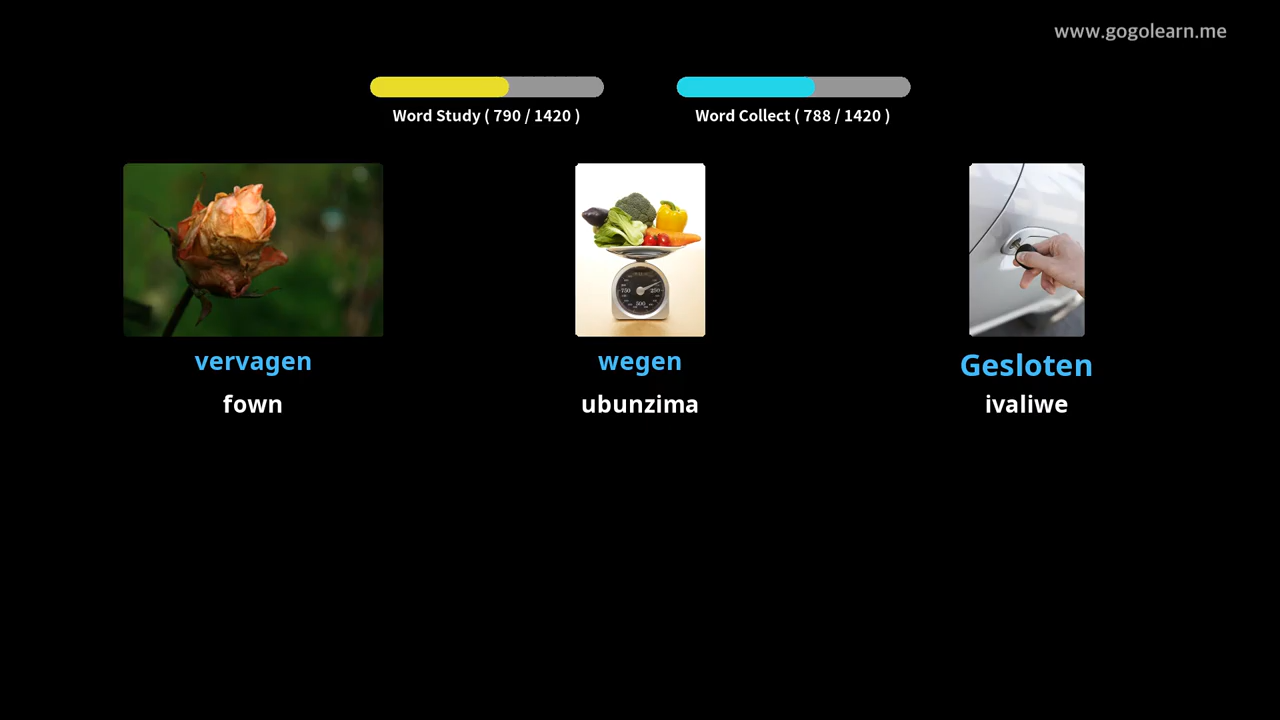 www.gogolearn.me
Word Study ( 790 / 1420 )
Word Collect ( 788 / 1420 )
vervagen
wegen
Gesloten
fown
ubunzima
ivaliwe